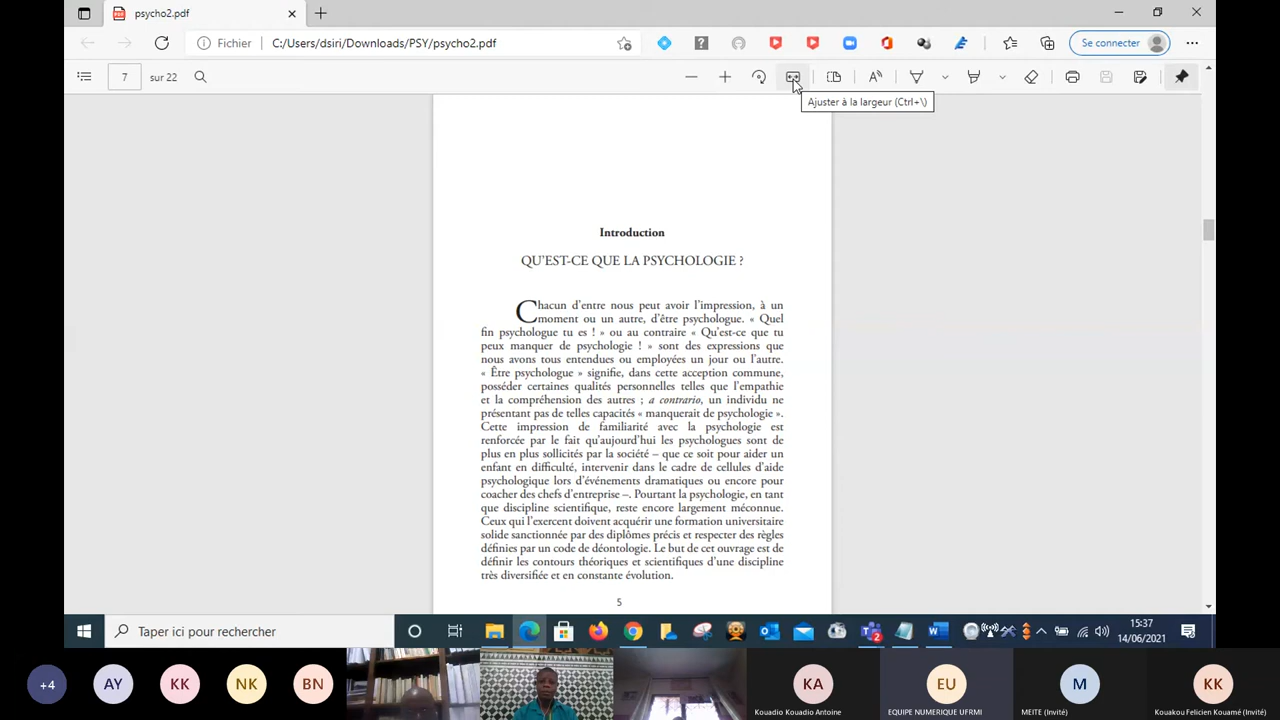 psycho2.pdf
Fichier
C:/Users/dsiri/Downloads/PSY/psycho2.pdf
Se connecter
7
sur 22
Ajuster à la largeur (Ctrl+\)
Introduction
QU'EST-CE QUE LA PSYCHOLOGIE ?
Chacun d'entre nous peut avoir l'impression, à un
moment ou un autre, d'être psychologue. « Quel
fin psychologue tu es ! » ou au contraire « Qu'est-ce que tu
peux manquer de psychologie ! » sont des expressions que
nous avons tous entendues ou employées un jour ou l'autre.
« Être psychologue » signifie, dans cette acception commune,
posséder certaines qualités personnelles telles que l'empathie
et la compréhension des autres ; a contrario, un individu ne
présentant pas de telles capacités « manquerait de psychologie ».
Cette impression de familiarité avec la psychologie est
renforcée par le fait qu'aujourd'hui les psychologues sont de
plus en plus sollicités par la société – que ce soit pour aider un
enfant en difficulté, intervenir dans le cadre de cellules d'aide
psychologique lors d'événements dramatiques ou encore pour
coacher des chefs d'entreprise –. Pourtant la psychologie, en tant
que discipline scientifique, reste encore largement méconnue.
Ceux qui l'exercent doivent acquérir une formation universitaire
solide sanctionnée par des diplômes précis et respecter des règles
définies par un code de déontologie. Le but de cet ouvrage est de
définir les contours théoriques et scientifiques d'une discipline
très diversifiée et en constante évolution.
5
Taper ici pour rechercher
15:37
14/06/2021
+4
AY
KK
NK
BN
KA
Kouadio Kouadio Antoine
EU
EQUIPE NUMERIQUE UFRMI
M
MEITE (Invité)
KK
Kouakou Felicien Kouamé (Invité)